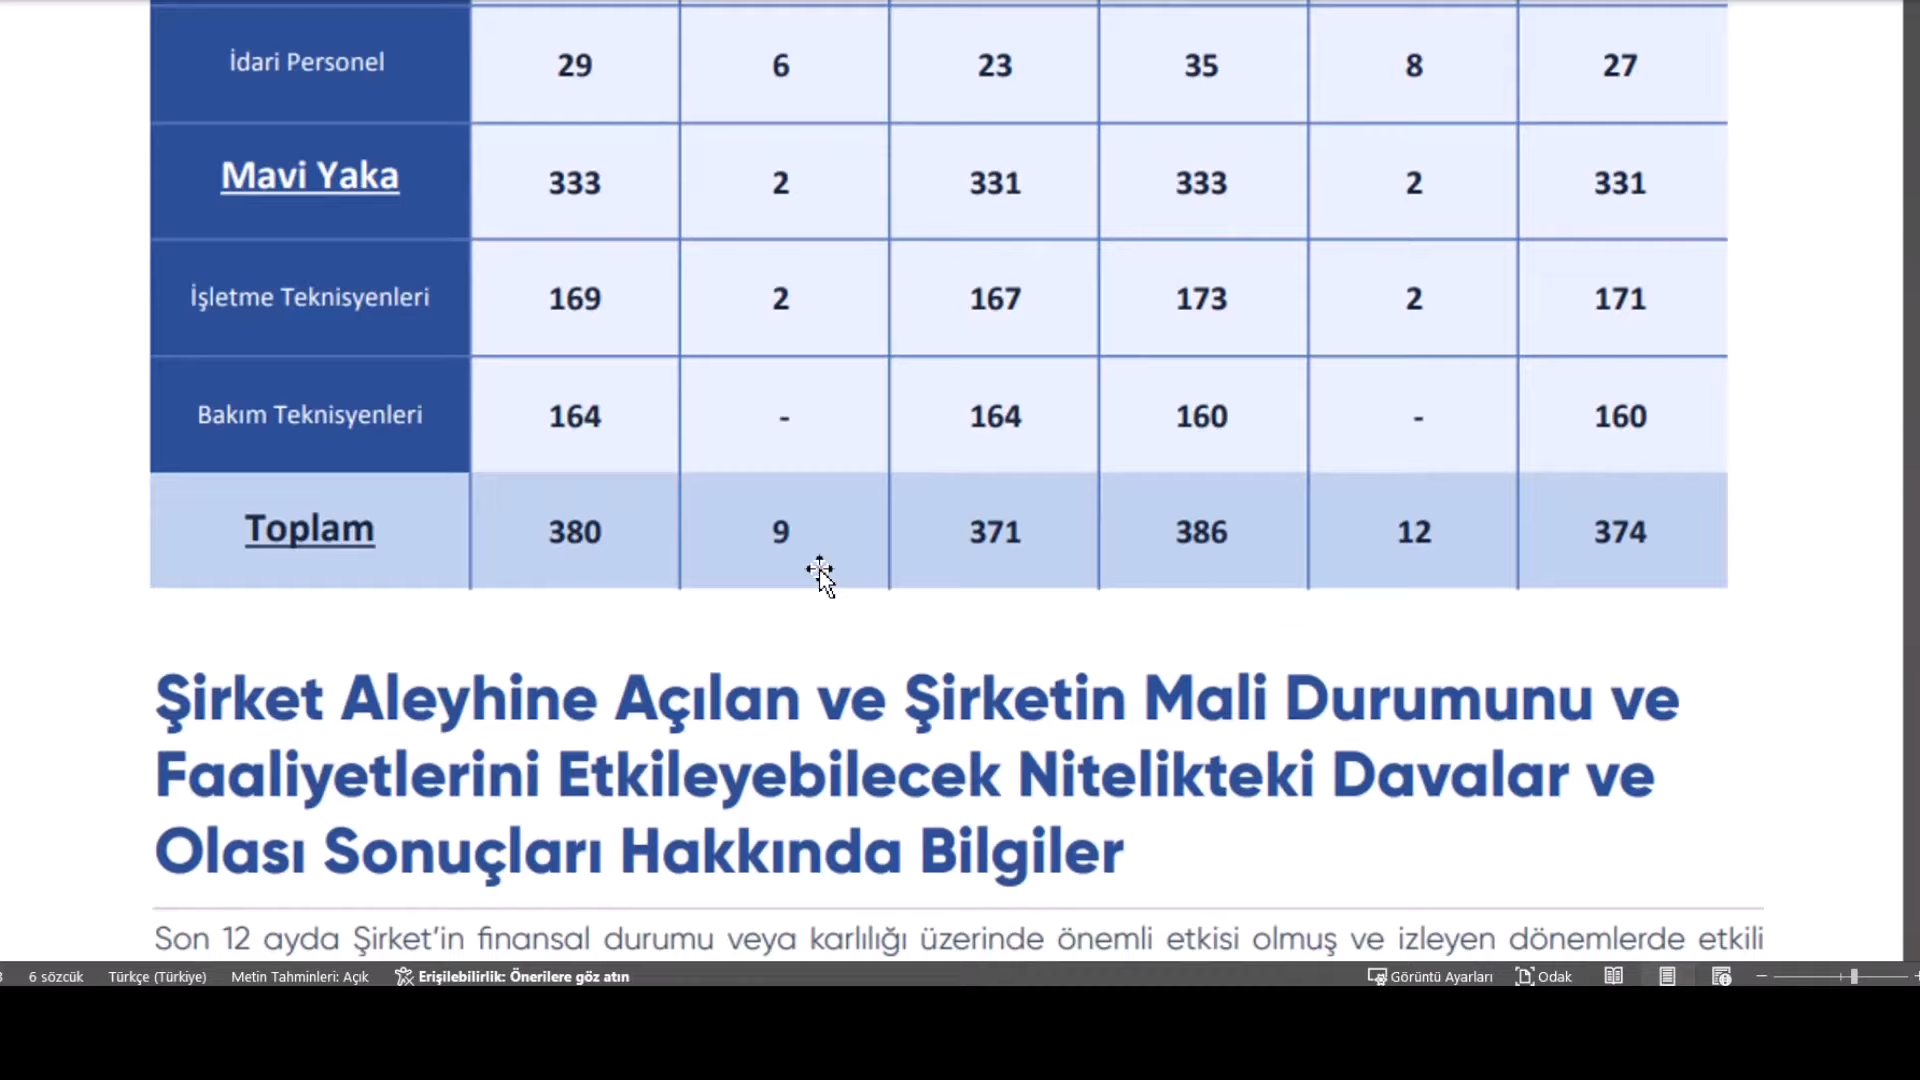 İdari Personel 29 6 23 35 8 27
Mavi Yaka 333 2 331 333 2 331
İşletme Teknisyenleri 169 2 167 173 2 171
Bakım Teknisyenleri 164 - 164 160 - 160
Toplam 380 9 371 386 12 374
Şirket Aleyhine Açılan ve Şirketin Mali Durumunu ve
Faaliyetlerini Etkileyebilecek Nitelikteki Davalar ve
Olası Sonuçları Hakkında Bilgiler
Son 12 ayda Şirket’in finansal durumu veya karlılığı üzerinde önemli etkisi olmuş ve izleyen dönemlerde etkili
6 sözcük Türkçe (Türkiye) Metin Tahminleri: Açık Erişilebilirlik: Önerilere göz atın Görüntü Ayarları Odak